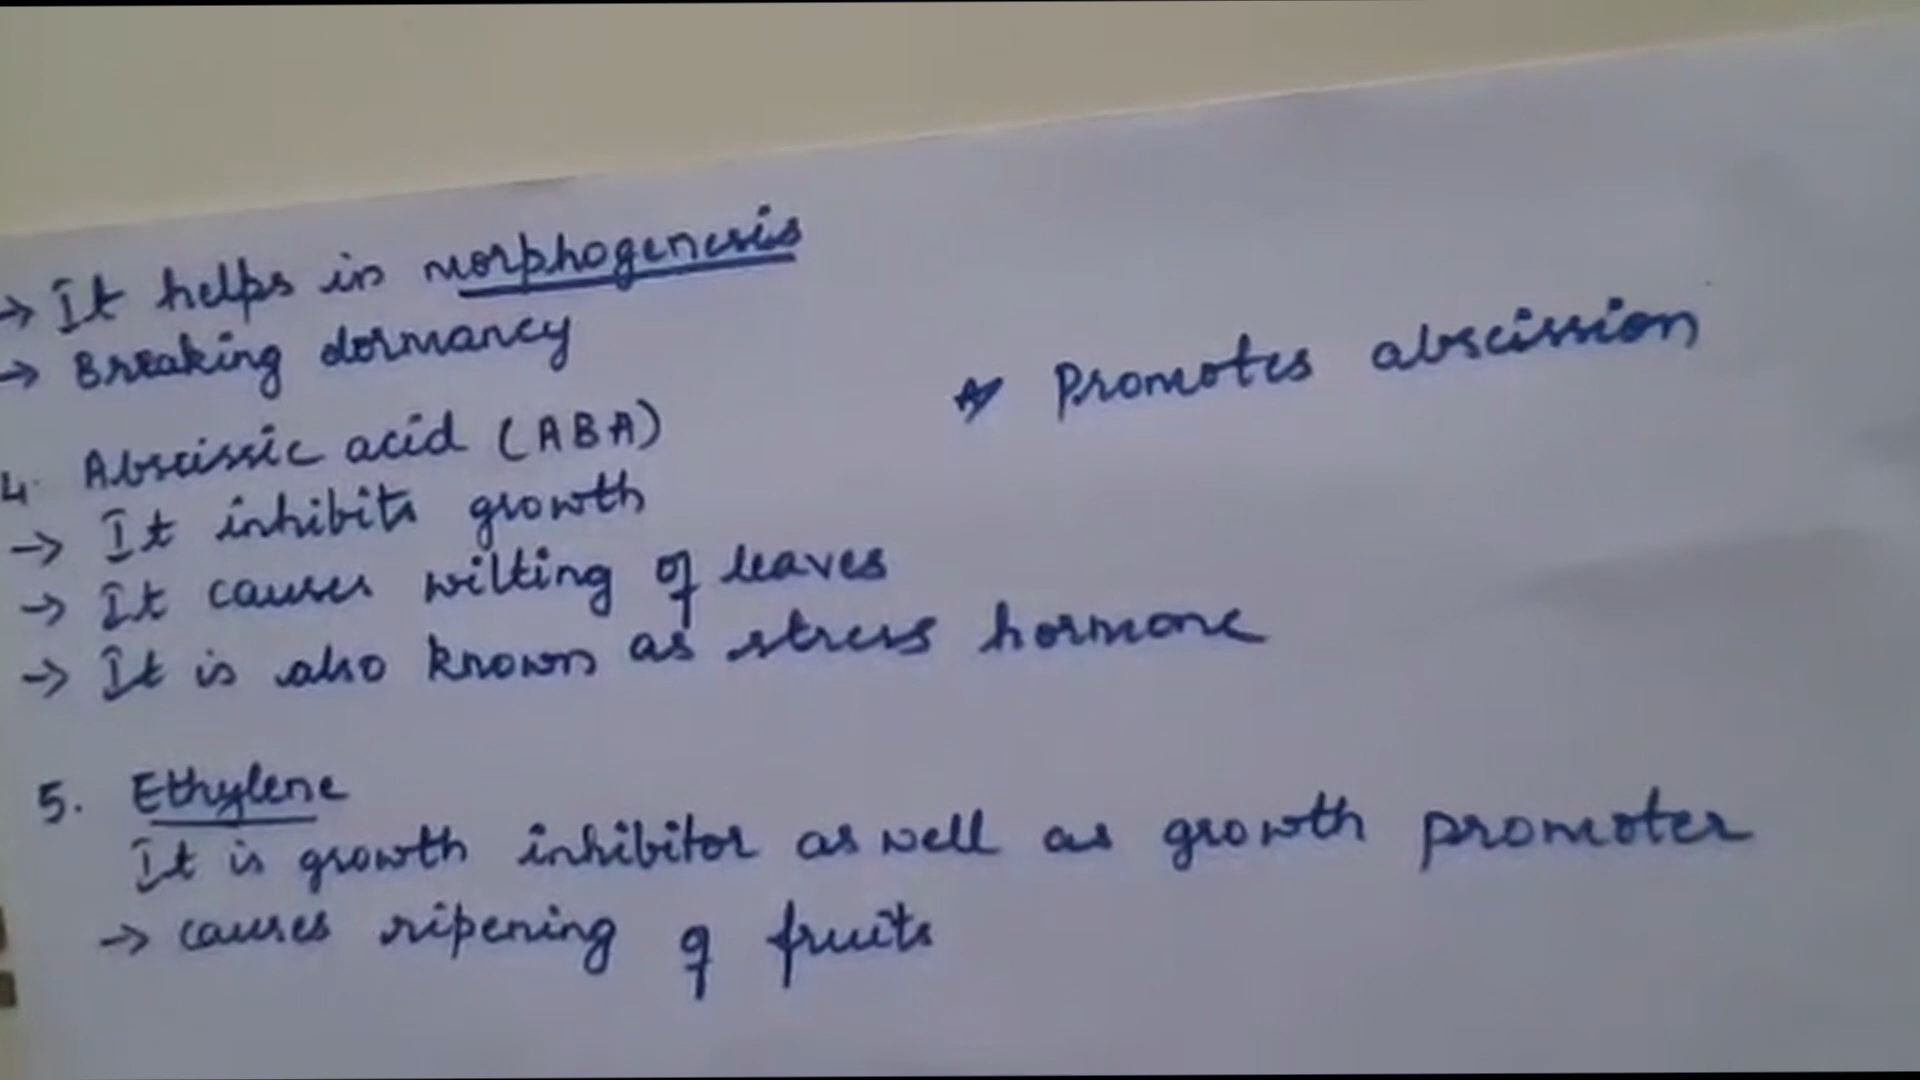 → It helps in morphogenesis
→ Breaking dormancy
☆ Promotes abscission
4. Abscissic acid (ABA)
→ It inhibits growth
→ It causes wilting of leaves
→ It is also known as stress hormone
5. Ethylene
It is growth inhibitor as well as growth promoter
→ causes ripening of fruits